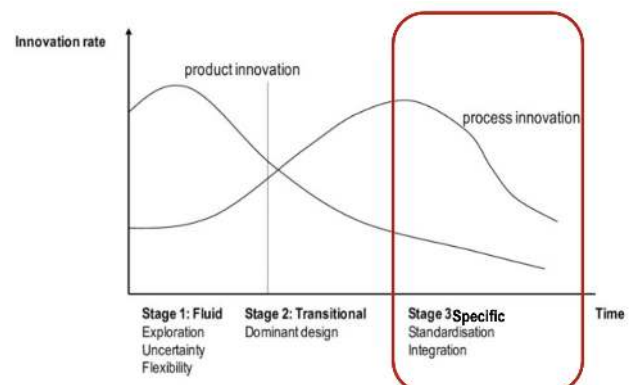 Innovation rate
product innovation
process innovation
Stage 1: Fluid
Exploration
Uncertainty
Flexibility
Stage 2: Transitional
Dominant design
Stage 3 Specific
Standardisation
Integration
Time